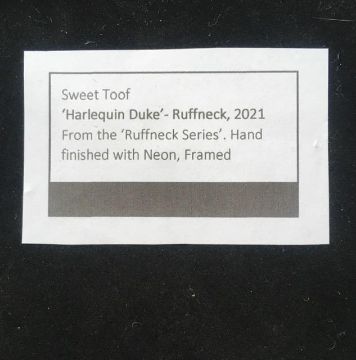 Sweet Toof
‘Harlequin Duke’- Ruffneck, 2021
From the ‘Ruffneck Series’. Hand
finished with Neon, Framed